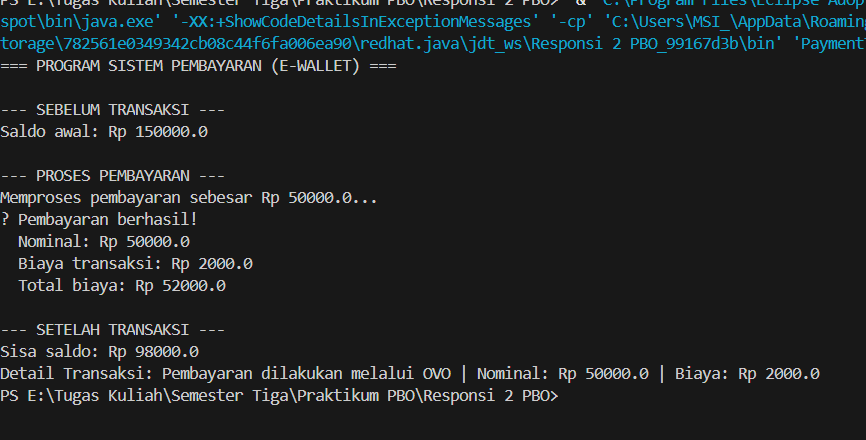 PS E:\Tugas Kuliah\Semester Tiga\Praktikum PBO\Responsi 2 PBO> & 'C:\Program Files\Eclipse Adop
spot\bin\java.exe' '-XX:+ShowCodeDetailsInExceptionMessages' '-cp' 'C:\Users\MSI_\AppData\Roaming
torage\782561e0349342cb08c44f6fa006ea90\redhat.java\jdt_ws\Responsi 2 PBO_99167d3b\bin' 'Payment
=== PROGRAM SISTEM PEMBAYARAN (E-WALLET) ===
--- SEBELUM TRANSAKSI ---
Saldo awal: Rp 150000.0
--- PROSES PEMBAYARAN ---
Memproses pembayaran sebesar Rp 50000.0...
? Pembayaran berhasil!
Nominal: Rp 50000.0
Biaya transaksi: Rp 2000.0
Total biaya: Rp 52000.0
--- SETELAH TRANSAKSI ---
Sisa saldo: Rp 98000.0
Detail Transaksi: Pembayaran dilakukan melalui OVO | Nominal: Rp 50000.0 | Biaya: Rp 2000.0
PS E:\Tugas Kuliah\Semester Tiga\Praktikum PBO\Responsi 2 PBO>